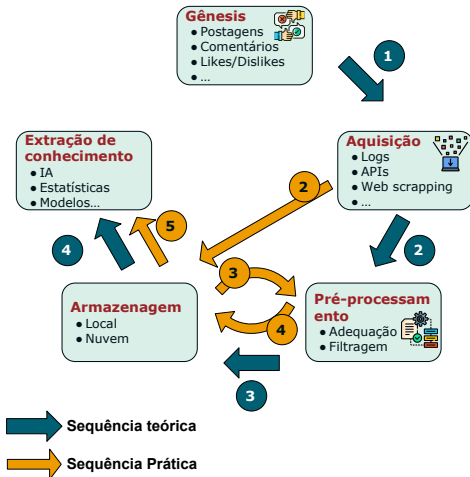 Gênesis
● Postagens
● Comentários
● Likes/Dislikes
● ...
1
Extração de
conhecimento
● IA
● Estatísticas
● Modelos...
Aquisição
● Logs
● APIs
● Web scrapping
● ...
2
5
4
2
3
Armazenagem
● Local
● Nuvem
4
Pré-processam
ento
● Adequação
● Filtragem
3
Sequência teórica
Sequência Prática